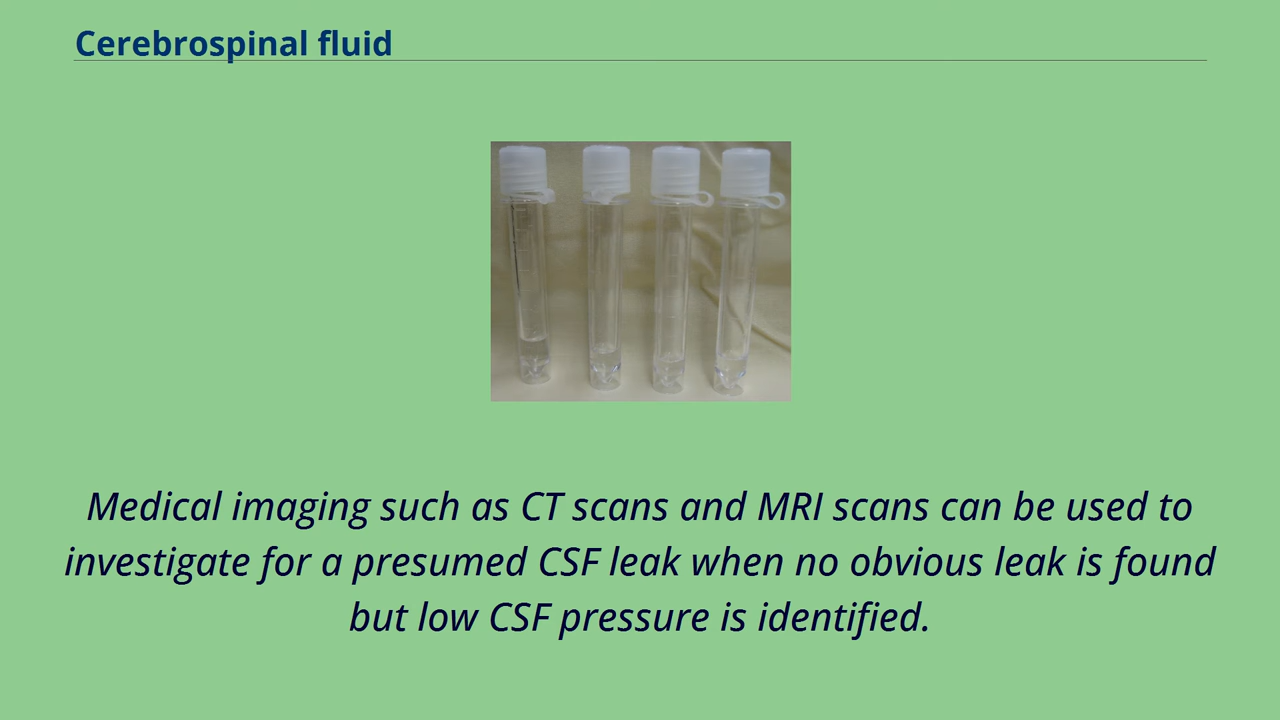 Cerebrospinal fluid
Medical imaging such as CT scans and MRI scans can be used to
investigate for a presumed CSF leak when no obvious leak is found
but low CSF pressure is identified.